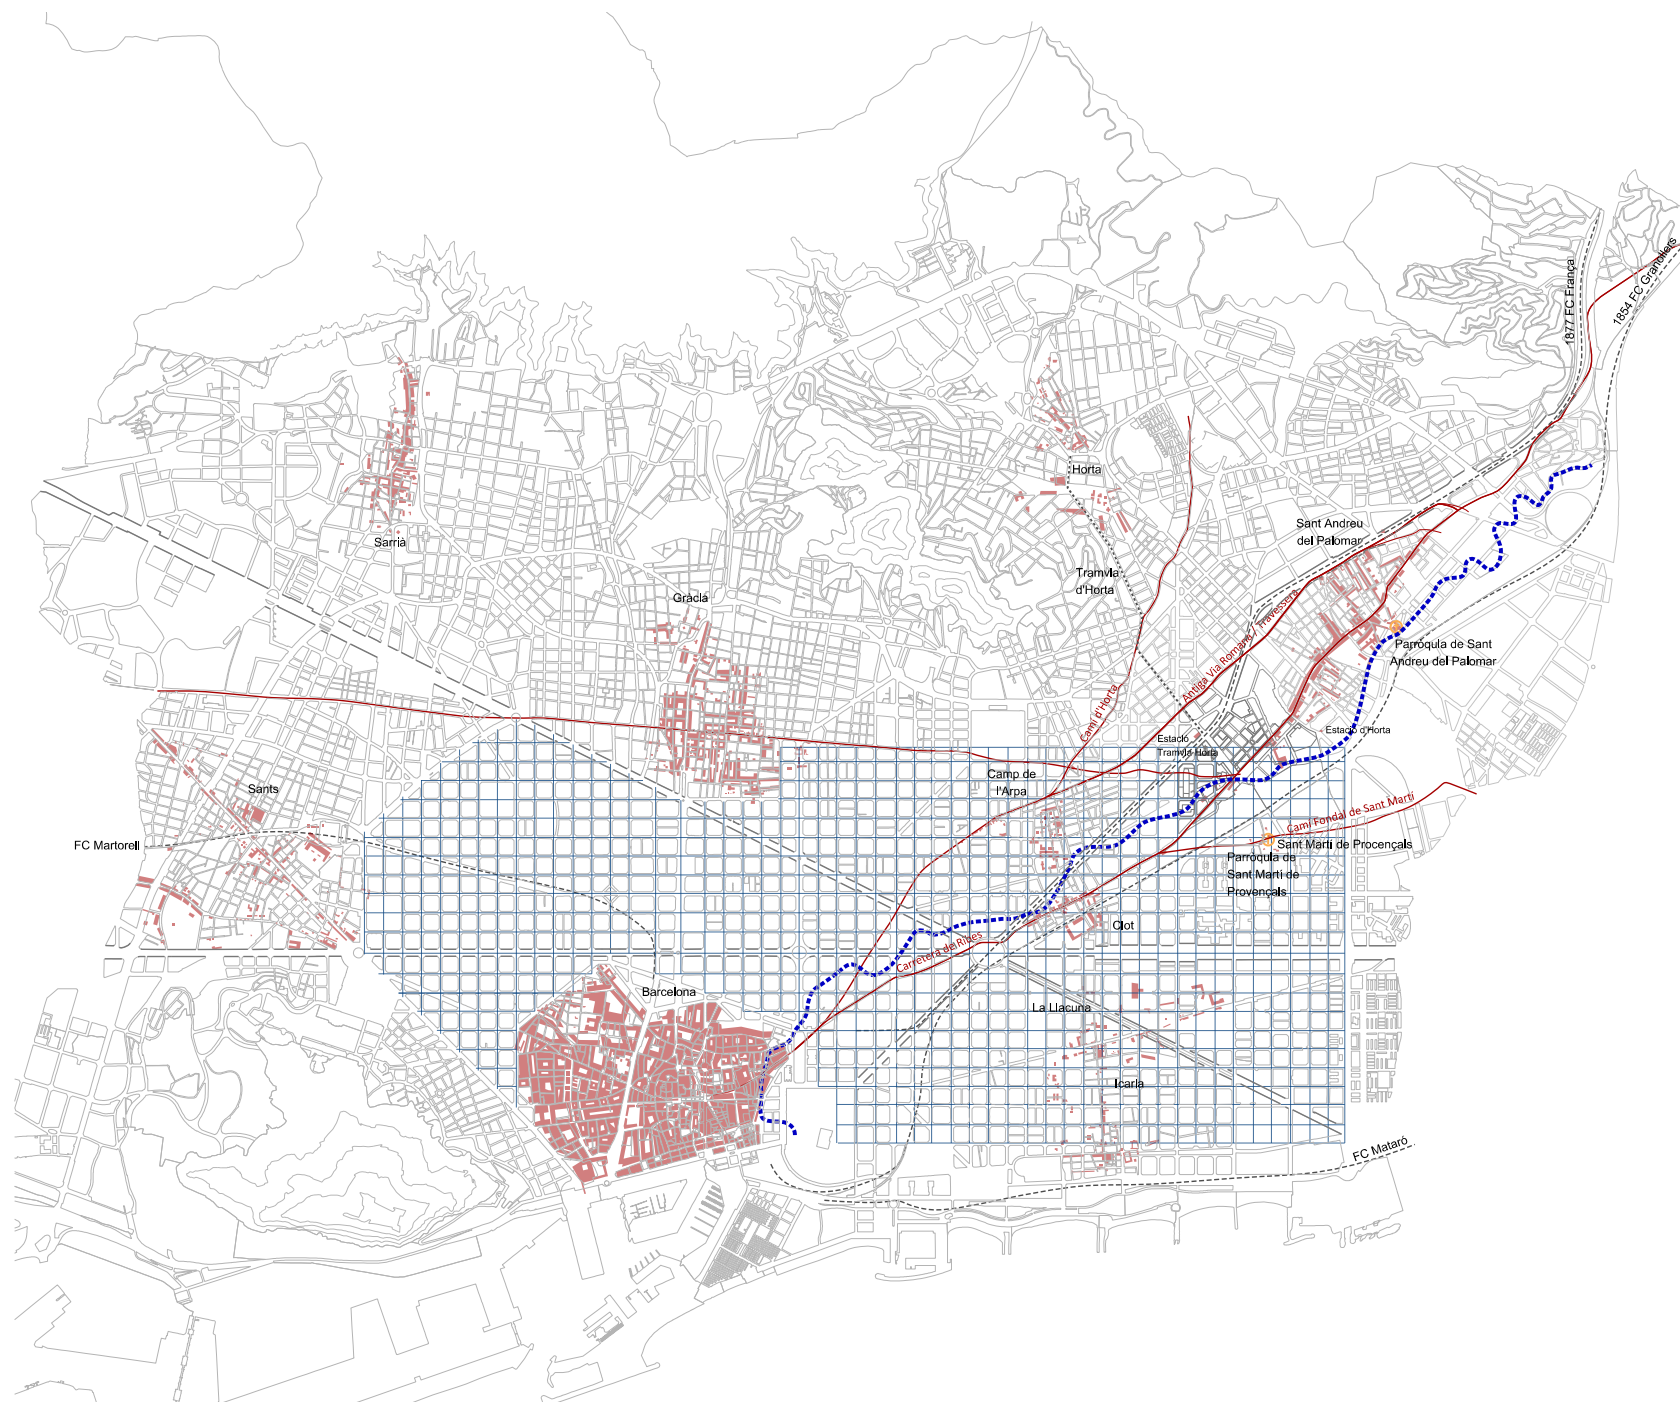 1877 FC França
1854 FC Granollers
Horta
Sarrià
Sant Andreu
del Palomar
Tramvia
d'Horta
Gràcia
Antiga Via Romana / Travessera
Parròquia de Sant
Andreu del Palomar
Camí d'Horta
Estació
Tramvia Horta
Estació d'Horta
Camp de
l'Arpa
Sants
Camí Fondal de Sant Martí
FC Martorell
Sant Martí de Procençals
Parròquia de
Sant Martí de
Provençals
Clot
Carretera de Ribes
Barcelona
La Llacuna
Icaria
FC Mataró